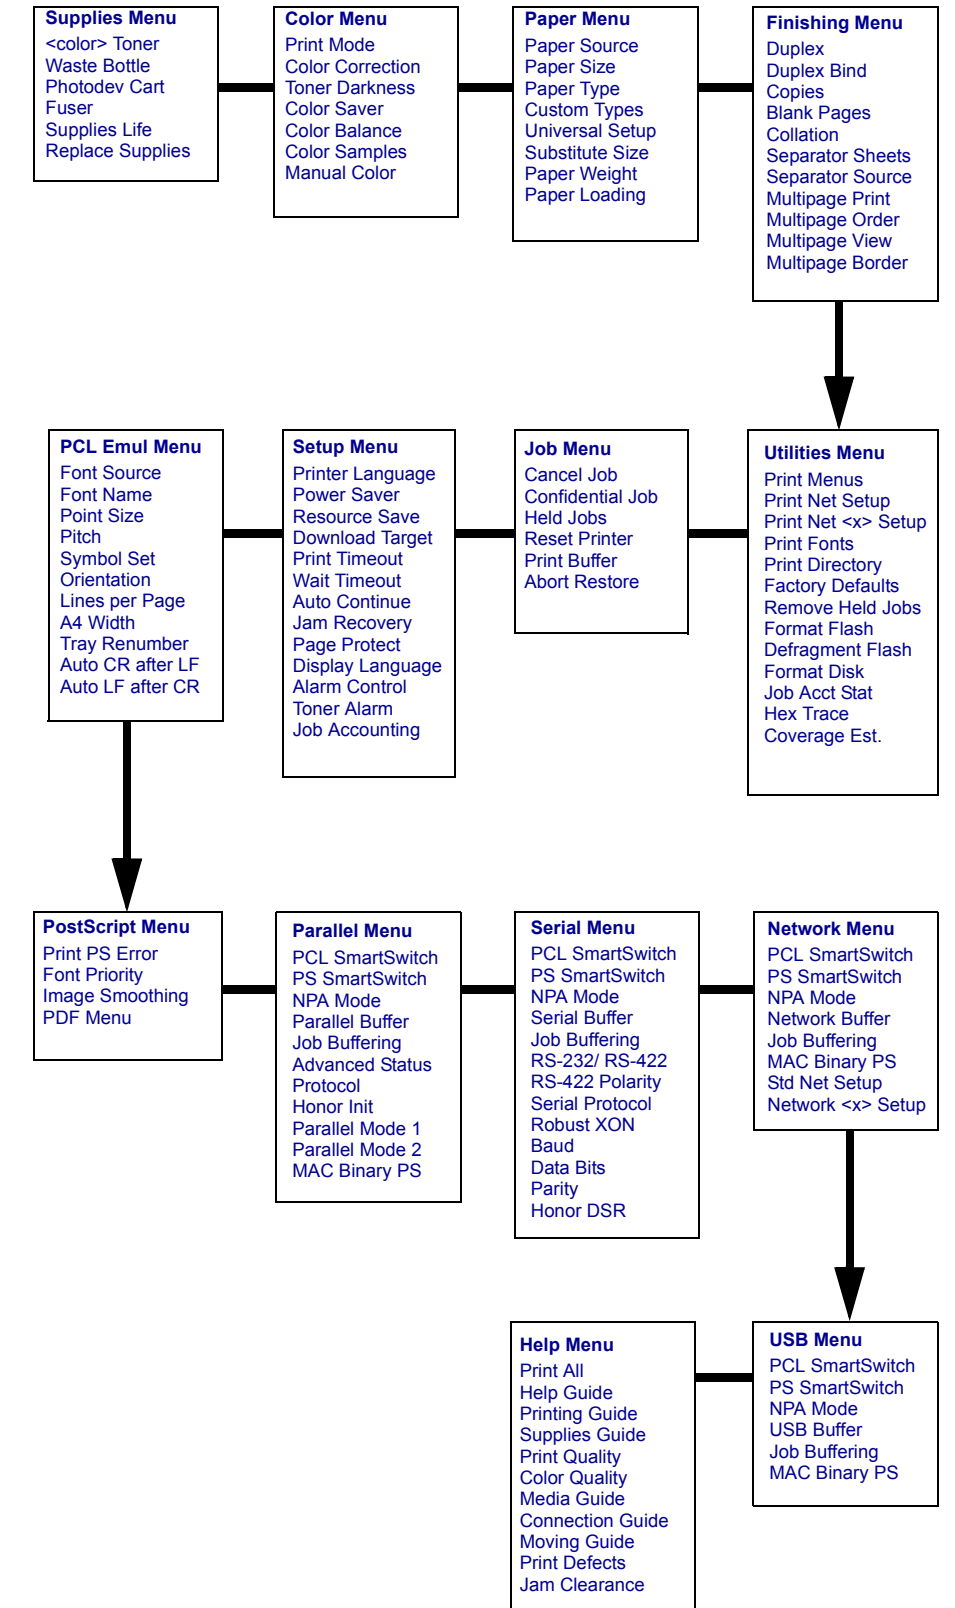 Supplies Menu
<color> Toner
Waste Bottle
Photodev Cart
Fuser
Supplies Life
Replace Supplies
Color Menu
Print Mode
Color Correction
Toner Darkness
Color Saver
Color Balance
Color Samples
Manual Color
Paper Menu
Paper Source
Paper Size
Paper Type
Custom Types
Universal Setup
Substitute Size
Paper Weight
Paper Loading
Finishing Menu
Duplex
Duplex Bind
Copies
Blank Pages
Collation
Separator Sheets
Separator Source
Multipage Print
Multipage Order
Multipage View
Multipage Border
PCL Emul Menu
Font Source
Font Name
Point Size
Pitch
Symbol Set
Orientation
Lines per Page
A4 Width
Tray Renumber
Auto CR after LF
Auto LF after CR
Setup Menu
Printer Language
Power Saver
Resource Save
Download Target
Print Timeout
Wait Timeout
Auto Continue
Jam Recovery
Page Protect
Display Language
Alarm Control
Toner Alarm
Job Accounting
Job Menu
Cancel Job
Confidential Job
Held Jobs
Reset Printer
Print Buffer
Abort Restore
Utilities Menu
Print Menus
Print Net Setup
Print Net <x> Setup
Print Fonts
Print Directory
Factory Defaults
Remove Held Jobs
Format Flash
Defragment Flash
Format Disk
Job Acct Stat
Hex Trace
Coverage Est.
PostScript Menu
Print PS Error
Font Priority
Image Smoothing
PDF Menu
Parallel Menu
PCL SmartSwitch
PS SmartSwitch
NPA Mode
Parallel Buffer
Job Buffering
Advanced Status
Protocol
Honor Init
Parallel Mode 1
Parallel Mode 2
MAC Binary PS
Serial Menu
PCL SmartSwitch
PS SmartSwitch
NPA Mode
Serial Buffer
Job Buffering
RS-232/ RS-422
RS-422 Polarity
Serial Protocol
Robust XON
Baud
Data Bits
Parity
Honor DSR
Network Menu
PCL SmartSwitch
PS SmartSwitch
NPA Mode
Network Buffer
Job Buffering
MAC Binary PS
Std Net Setup
Network <x> Setup
Help Menu
Print All
Help Guide
Printing Guide
Supplies Guide
Print Quality
Color Quality
Media Guide
Connection Guide
Moving Guide
Print Defects
Jam Clearance
USB Menu
PCL SmartSwitch
PS SmartSwitch
NPA Mode
USB Buffer
Job Buffering
MAC Binary PS